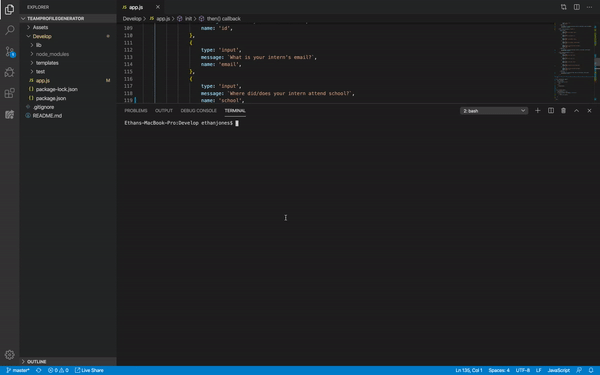 EXPLORER
TEAMPROFILEGENERATOR
Assets
Develop
lib
node_modules
templates
test
JS app.js M
package-lock.json
package.json
.gitignore
README.md
OUTLINE
JS app.js
Develop > JS app.js > init > then() callback
109 name: "id",
110 },
111 {
112 type: "input",
113 message: `What is your intern's email?`,
114 name: "email",
115 },
116 {
117 type: "input",
118 message: `Where did/does your intern attend school?`,
119 name: "school",
PROBLEMS OUTPUT DEBUG CONSOLE TERMINAL 2: bash
Ethans-MacBook-Pro:Develop ethanjones$
master* 0 0 Live Share Ln 130, Col 1 Spaces: 4 UTF-8 LF JavaScript